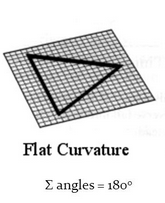 Flat Curvature
Σ angles = 180°